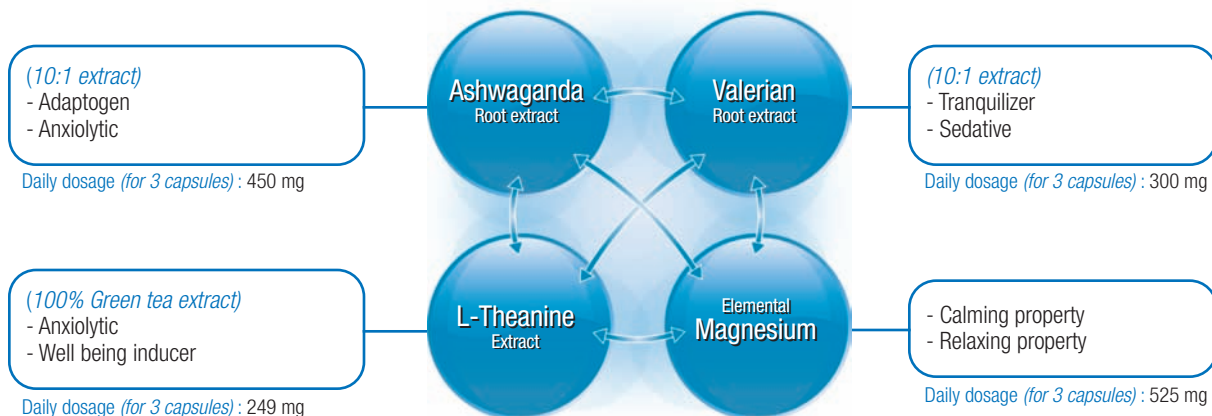 (10:1 extract)
- Adaptogen
- Anxiolytic
Daily dosage (for 3 capsules) : 450 mg
Ashwaganda
Root extract
Valerian
Root extract
(10:1 extract)
- Tranquilizer
- Sedative
Daily dosage (for 3 capsules) : 300 mg
(100% Green tea extract)
- Anxiolytic
- Well being inducer
Daily dosage (for 3 capsules) : 249 mg
L-Theanine
Extract
Elemental
Magnesium
- Calming property
- Relaxing property
Daily dosage (for 3 capsules) : 525 mg